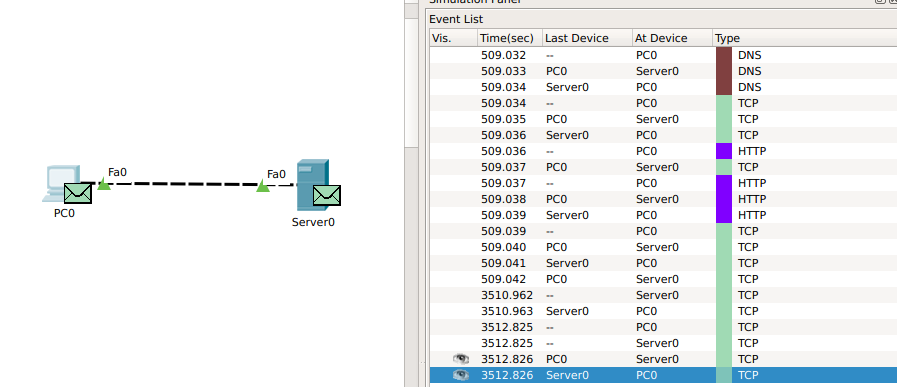 Fa0
PC0
Fa0
Server0
Simulation Panel
Event List
Vis. Time(sec) Last Device At Device Type
509.032 -- PC0 DNS
509.033 PC0 Server0 DNS
509.034 Server0 PC0 DNS
509.034 -- PC0 TCP
509.035 PC0 Server0 TCP
509.036 Server0 PC0 TCP
509.036 -- PC0 HTTP
509.037 PC0 Server0 TCP
509.037 -- PC0 HTTP
509.038 PC0 Server0 HTTP
509.039 Server0 PC0 HTTP
509.039 -- PC0 TCP
509.040 PC0 Server0 TCP
509.041 Server0 PC0 TCP
509.042 PC0 Server0 TCP
3510.962 -- Server0 TCP
3510.963 Server0 PC0 TCP
3512.825 -- PC0 TCP
3512.825 -- Server0 TCP
3512.826 PC0 Server0 TCP
3512.826 Server0 PC0 TCP